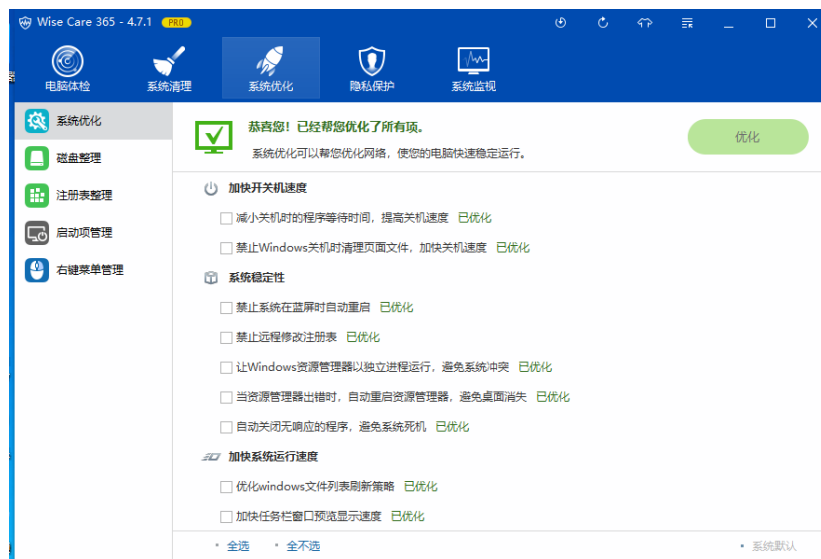 Wise Care 365 - 4.7.1 PRO
电脑体检 系统清理 系统优化 隐私保护 系统监视
系统优化
磁盘整理
注册表整理
启动项管理
右键菜单管理
恭喜您！已经帮您优化了所有项。
系统优化可以帮您优化网络，使您的电脑快速稳定运行。
优化
加快开关机速度
减小关机时的程序等待时间，提高关机速度 已优化
禁止Windows关机时清理页面文件，加快关机速度 已优化
系统稳定性
禁止系统在蓝屏时自动重启 已优化
禁止远程修改注册表 已优化
让Windows资源管理器以独立进程运行，避免系统冲突 已优化
当资源管理器出错时，自动重启资源管理器，避免桌面消失 已优化
自动关闭无响应的程序，避免系统死机 已优化
加快系统运行速度
优化windows文件列表刷新策略 已优化
加快任务栏窗口预览显示速度 已优化
全选 全不选 系统默认